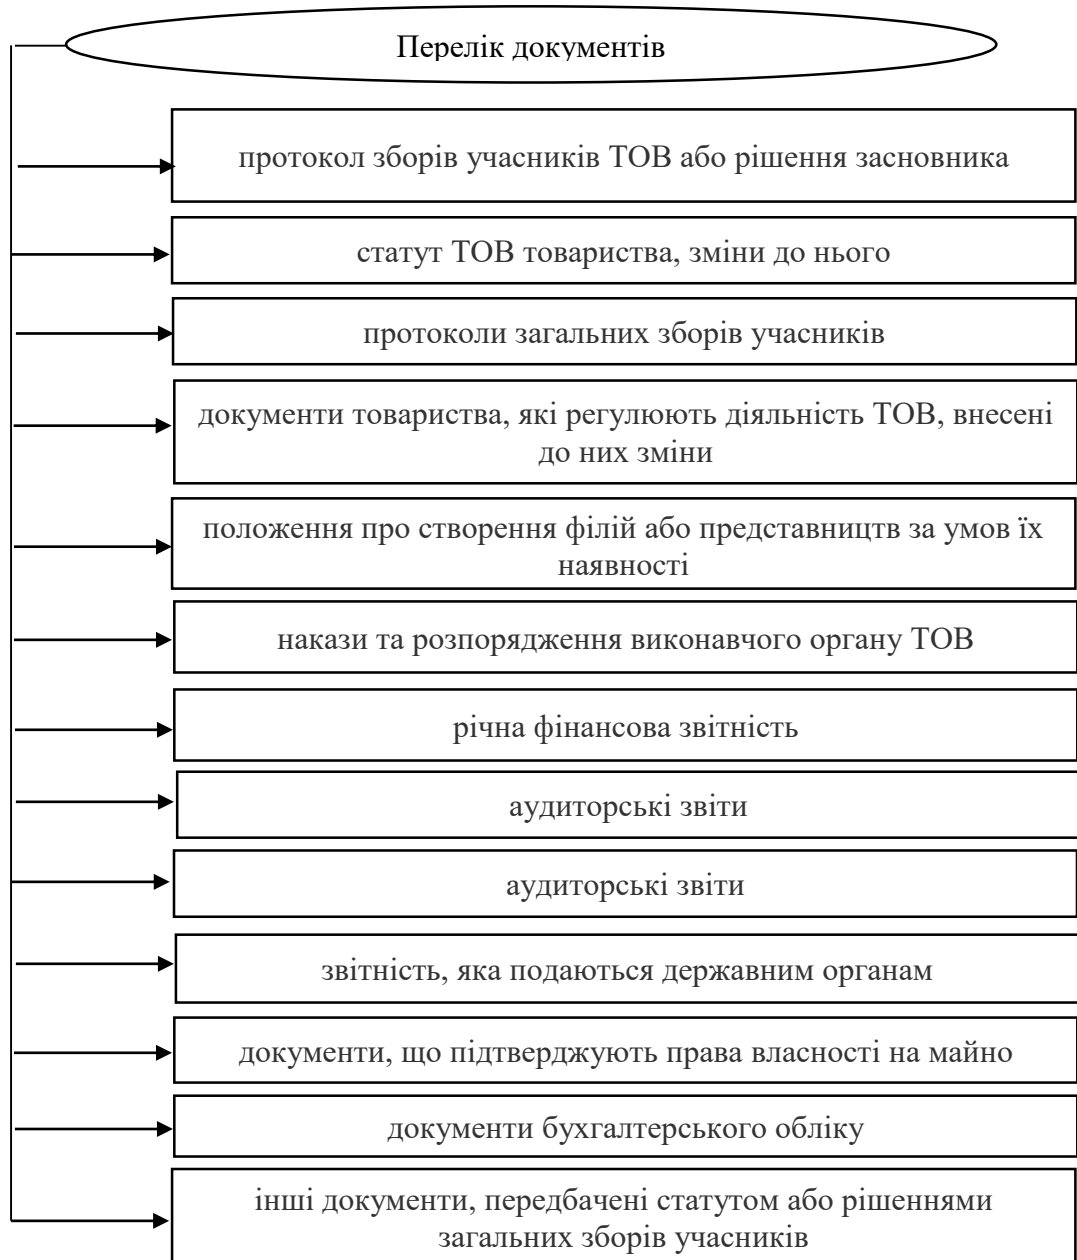 Перелік документів
протокол зборів учасників ТОВ або рішення засновника
статут ТОВ товариства, зміни до нього
протоколи загальних зборів учасників
документи товариства, які регулюють діяльність ТОВ, внесені
до них зміни
положення про створення філій або представництв за умов їх
наявності
накази та розпорядження виконавчого органу ТОВ
річна фінансова звітність
аудиторські звіти
аудиторські звіти
звітність, яка подаються державним органам
документи, що підтверджують права власності на майно
документи бухгалтерського обліку
інші документи, передбачені статутом або рішеннями
загальних зборів учасників